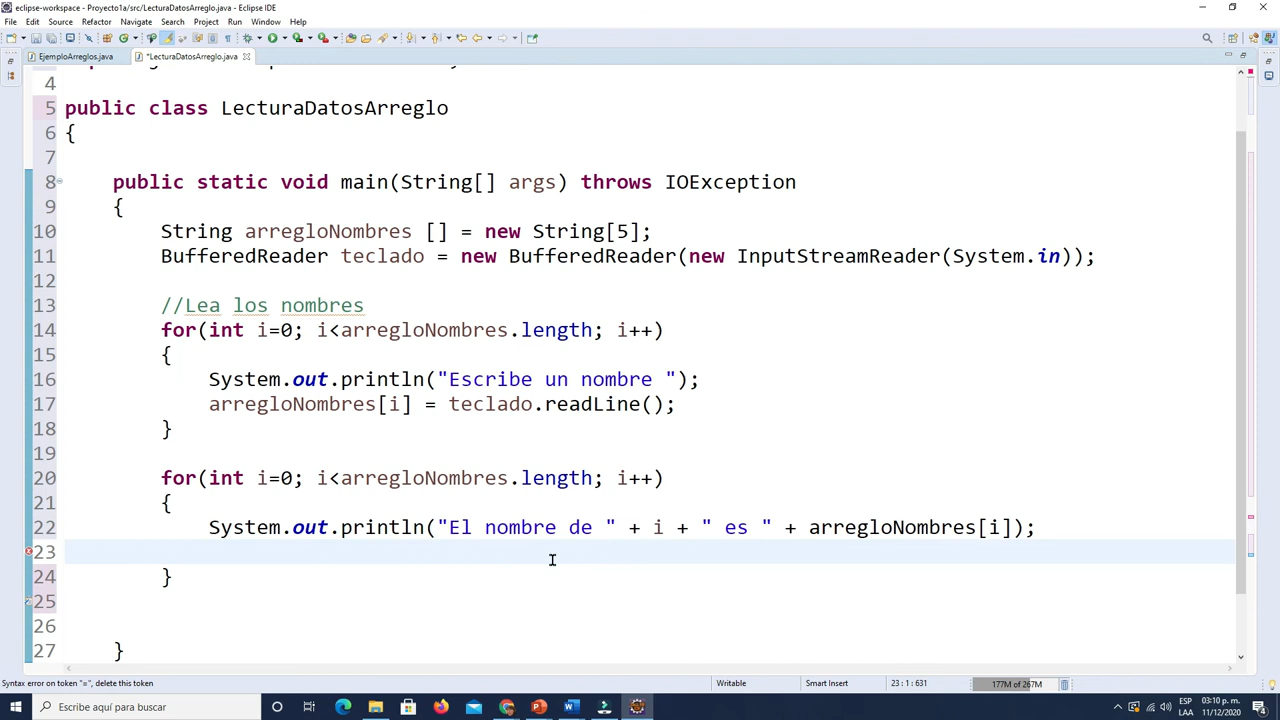 eclipse-workspace - Proyecto1a/src/LecturaDatosArreglo.java - Eclipse IDE
File Edit Source Refactor Navigate Search Project Run Window Help
EjemploArreglos.java *LecturaDatosArreglo.java
4
5 public class LecturaDatosArreglo
6 {
7
8 public static void main(String[] args) throws IOException
9 {
10 String arregloNombres [] = new String[5];
11 BufferedReader teclado = new BufferedReader(new InputStreamReader(System.in));
12
13 //Lea los nombres
14 for(int i=0; i<arregloNombres.length; i++)
15 {
16 System.out.println("Escribe un nombre ");
17 arregloNombres[i] = teclado.readLine();
18 }
19
20 for(int i=0; i<arregloNombres.length; i++)
21 {
22 System.out.println("El nombre de " + i + " es " + arregloNombres[i]);
23
24 }
25
26
27 }
Syntax error on token "=", delete this token Writable Smart Insert 23 : 1 : 631 177M of 267M
Escribe aquí para buscar ESP 03:10 p. m.
LAA 11/12/2020 4